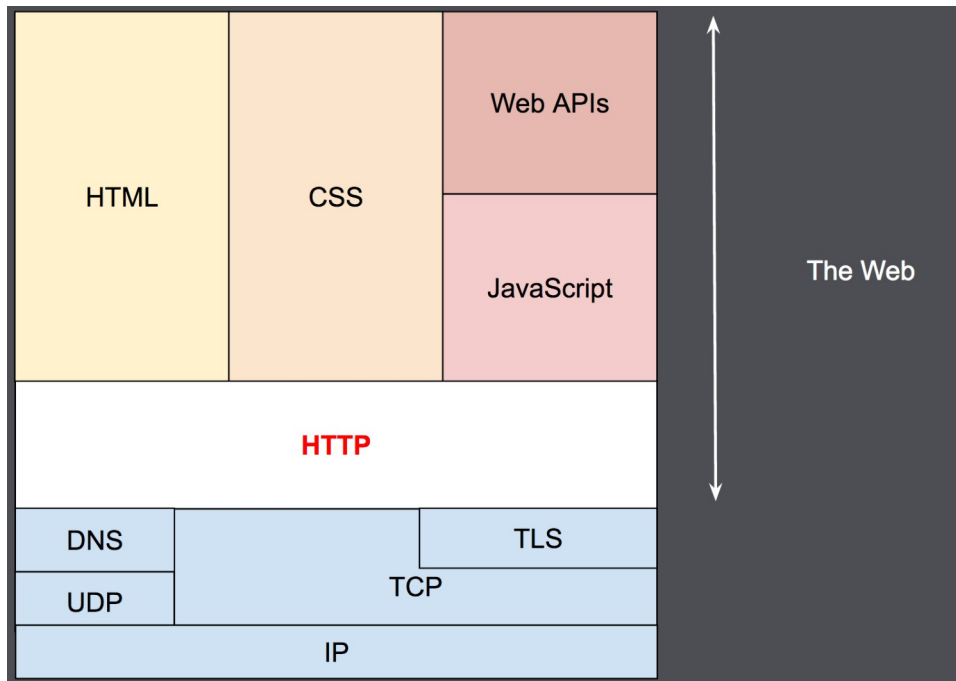 HTML
CSS
Web APIs
JavaScript
The Web
HTTP
DNS
TLS
UDP
TCP
IP